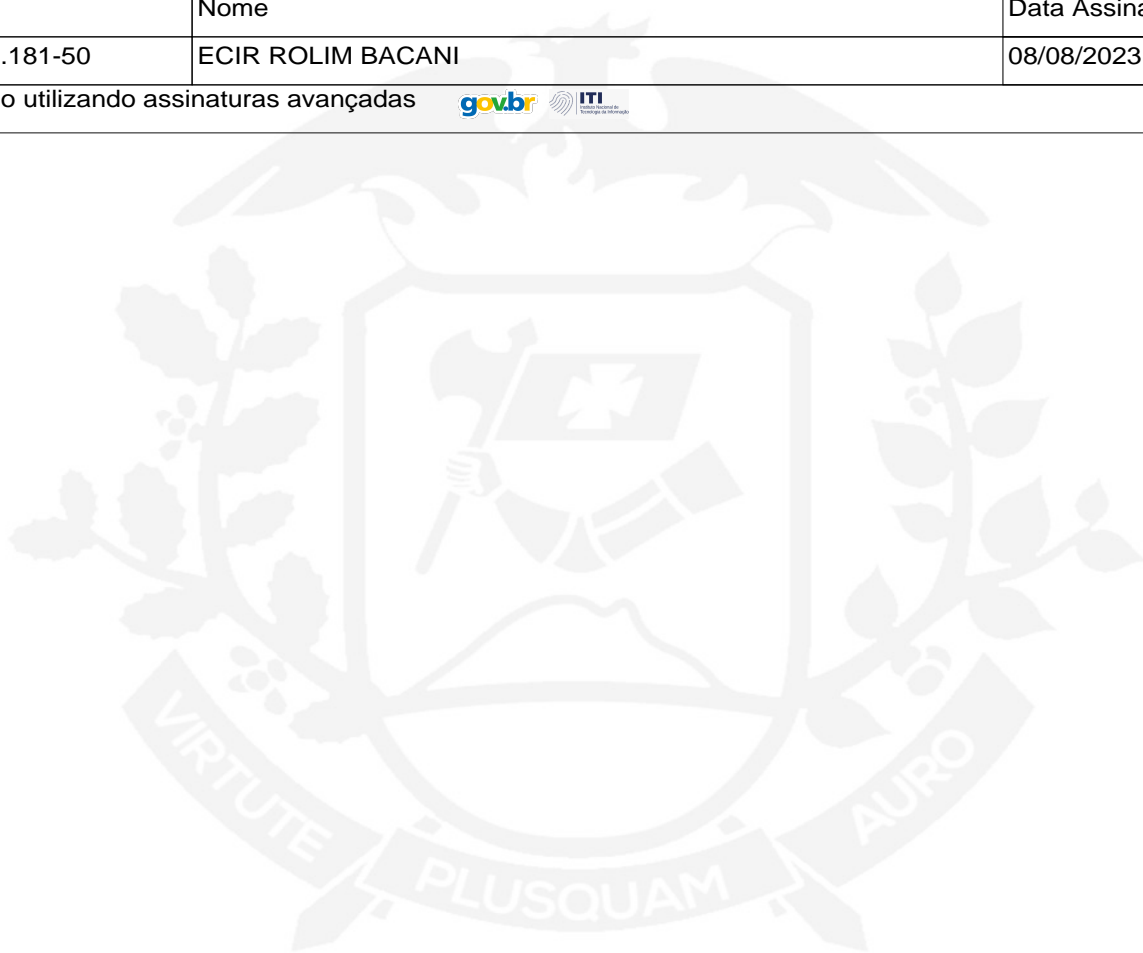 Nome Data Assina
.181-50 ECIR ROLIM BACANI 08/08/2023
o utilizando assinaturas avançadas gov.br ITI
VIRTUTE PLUSQUAM AURO